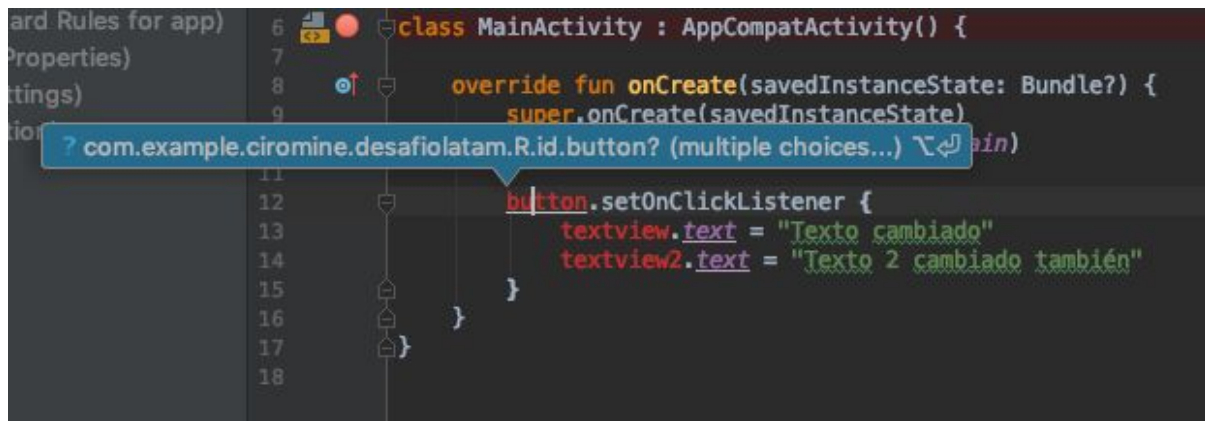 ard Rules for app)
Properties)
ttings)
tion
6 class MainActivity : AppCompatActivity() {
7
8 override fun onCreate(savedInstanceState: Bundle?) {
9 super.onCreate(savedInstanceState)
? com.example.ciromine.desafiolatam.R.id.button? (multiple choices...) ⌥⏎ ain)
11
12 button.setOnClickListener {
13 textview.text = "Texto cambiado"
14 textview2.text = "Texto 2 cambiado también"
15 }
16 }
17 }
18